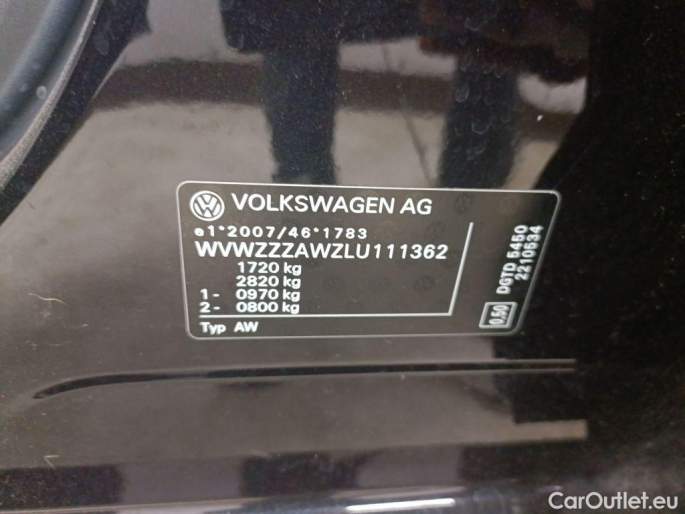 VOLKSWAGEN AG
e1*2007/46*1783
WVWZZZAWZLU111362
1720 kg
2820 kg
1- 0970 kg
2- 0800 kg
Typ AW
DGTD 5450
2210534
0,50
CarOutlet.eu